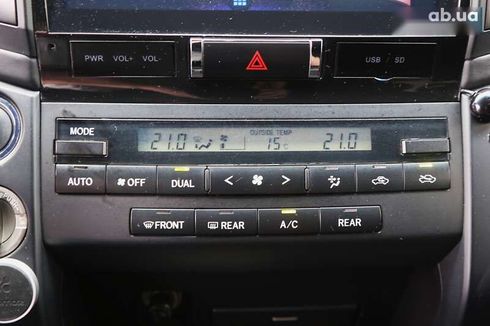 ab.ua
PWR VOL+ VOL- USB SD
MODE
21.0 OUTSIDE TEMP 15°C 21.0
AUTO OFF DUAL < >
FRONT REAR A/C REAR